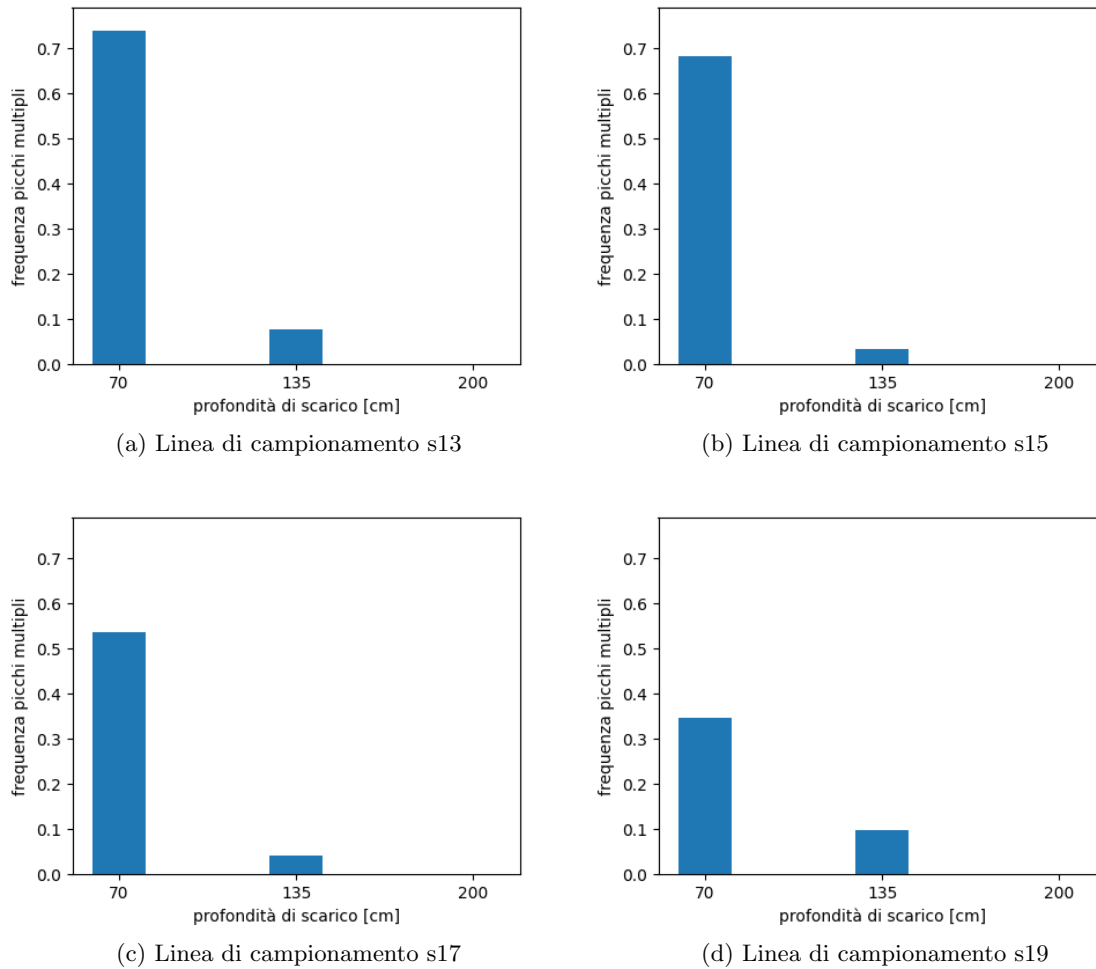 0.7
0.6
0.5
0.4
0.3
0.2
0.1
0.0
frequenza picchi multipli
70 135 200
profondità di scarico [cm]
(a) Linea di campionamento s13
0.7
0.6
0.5
0.4
0.3
0.2
0.1
0.0
frequenza picchi multipli
70 135 200
profondità di scarico [cm]
(b) Linea di campionamento s15
0.7
0.6
0.5
0.4
0.3
0.2
0.1
0.0
frequenza picchi multipli
70 135 200
profondità di scarico [cm]
(c) Linea di campionamento s17
0.7
0.6
0.5
0.4
0.3
0.2
0.1
0.0
frequenza picchi multipli
70 135 200
profondità di scarico [cm]
(d) Linea di campionamento s19